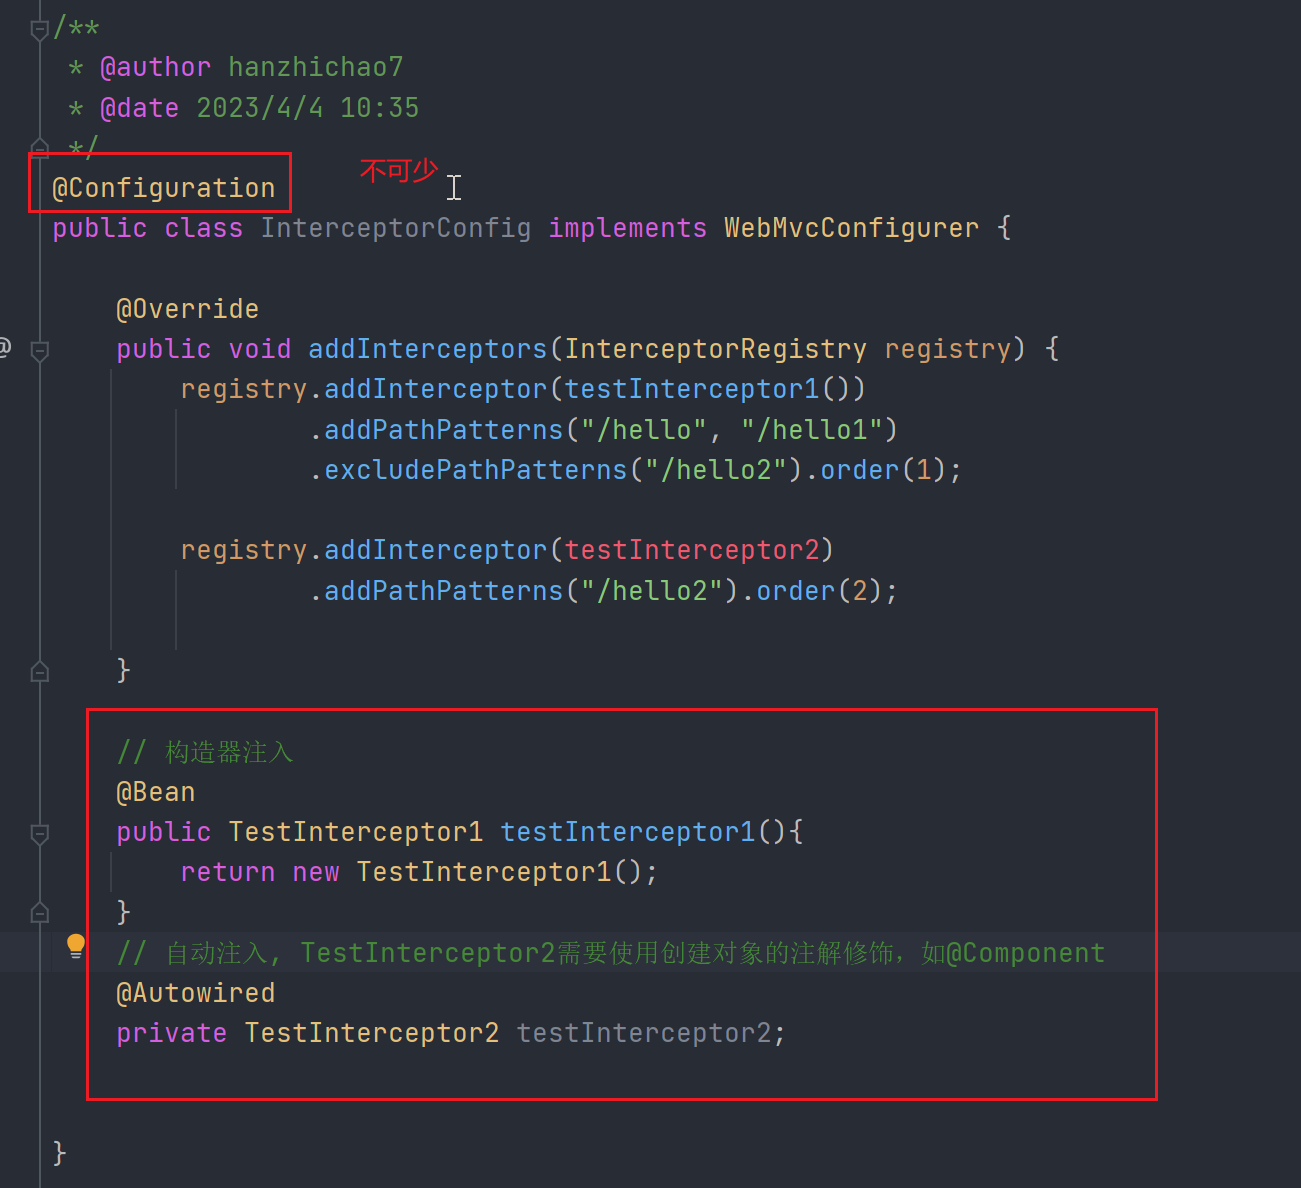 /**
* @author hanzhichao7
* @date 2023/4/4 10:35
*/
@Configuration 不可少
public class InterceptorConfig implements WebMvcConfigurer {
@Override
@
public void addInterceptors(InterceptorRegistry registry) {
registry.addInterceptor(testInterceptor1())
.addPathPatterns("/hello", "/hello1")
.excludePathPatterns("/hello2").order(1);
registry.addInterceptor(testInterceptor2)
.addPathPatterns("/hello2").order(2);
}
// 构造器注入
@Bean
public TestInterceptor1 testInterceptor1(){
return new TestInterceptor1();
}
// 自动注入, TestInterceptor2需要使用创建对象的注解修饰，如@Component
@Autowired
private TestInterceptor2 testInterceptor2;
}